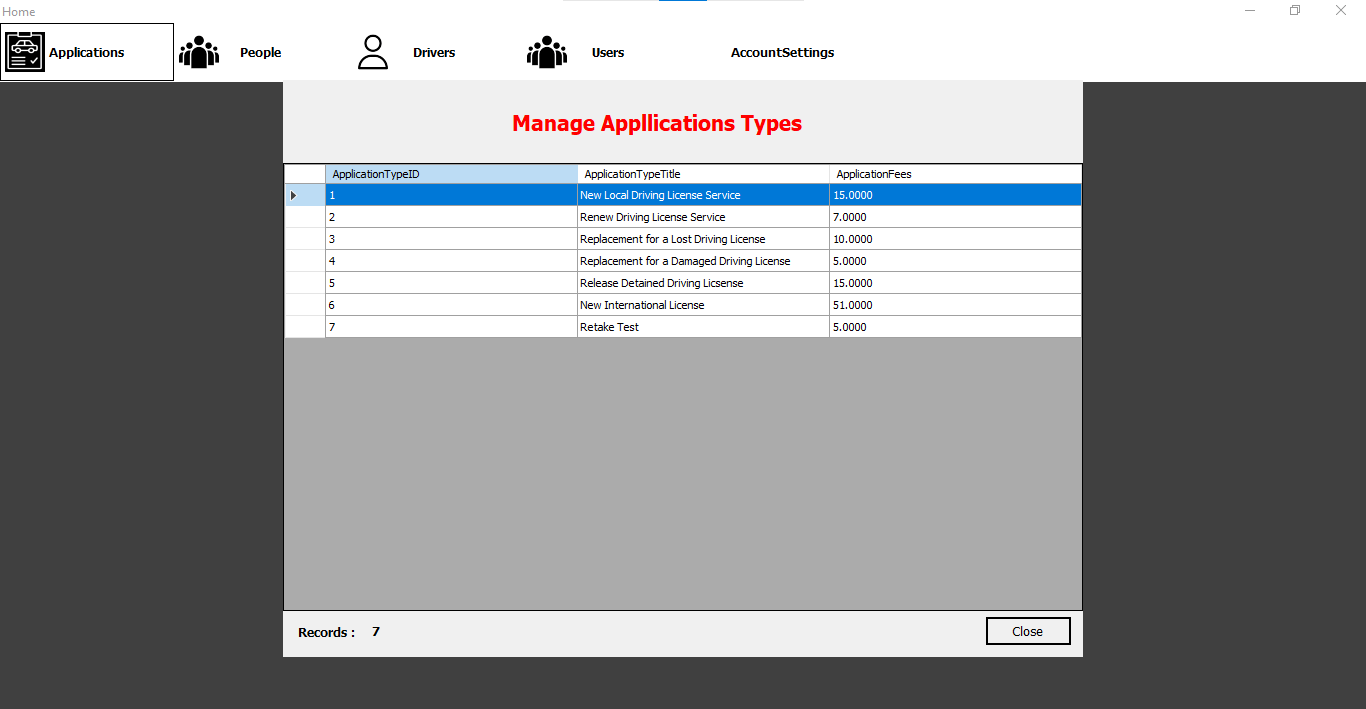 Home
Applications People Drivers Users AccountSettings
Manage Appllications Types
ApplicationTypeID ApplicationTypeTitle ApplicationFees
1 New Local Driving License Service 15.0000
2 Renew Driving License Service 7.0000
3 Replacement for a Lost Driving License 10.0000
4 Replacement for a Damaged Driving License 5.0000
5 Release Detained Driving Licsense 15.0000
6 New International License 51.0000
7 Retake Test 5.0000
Records : 7 Close